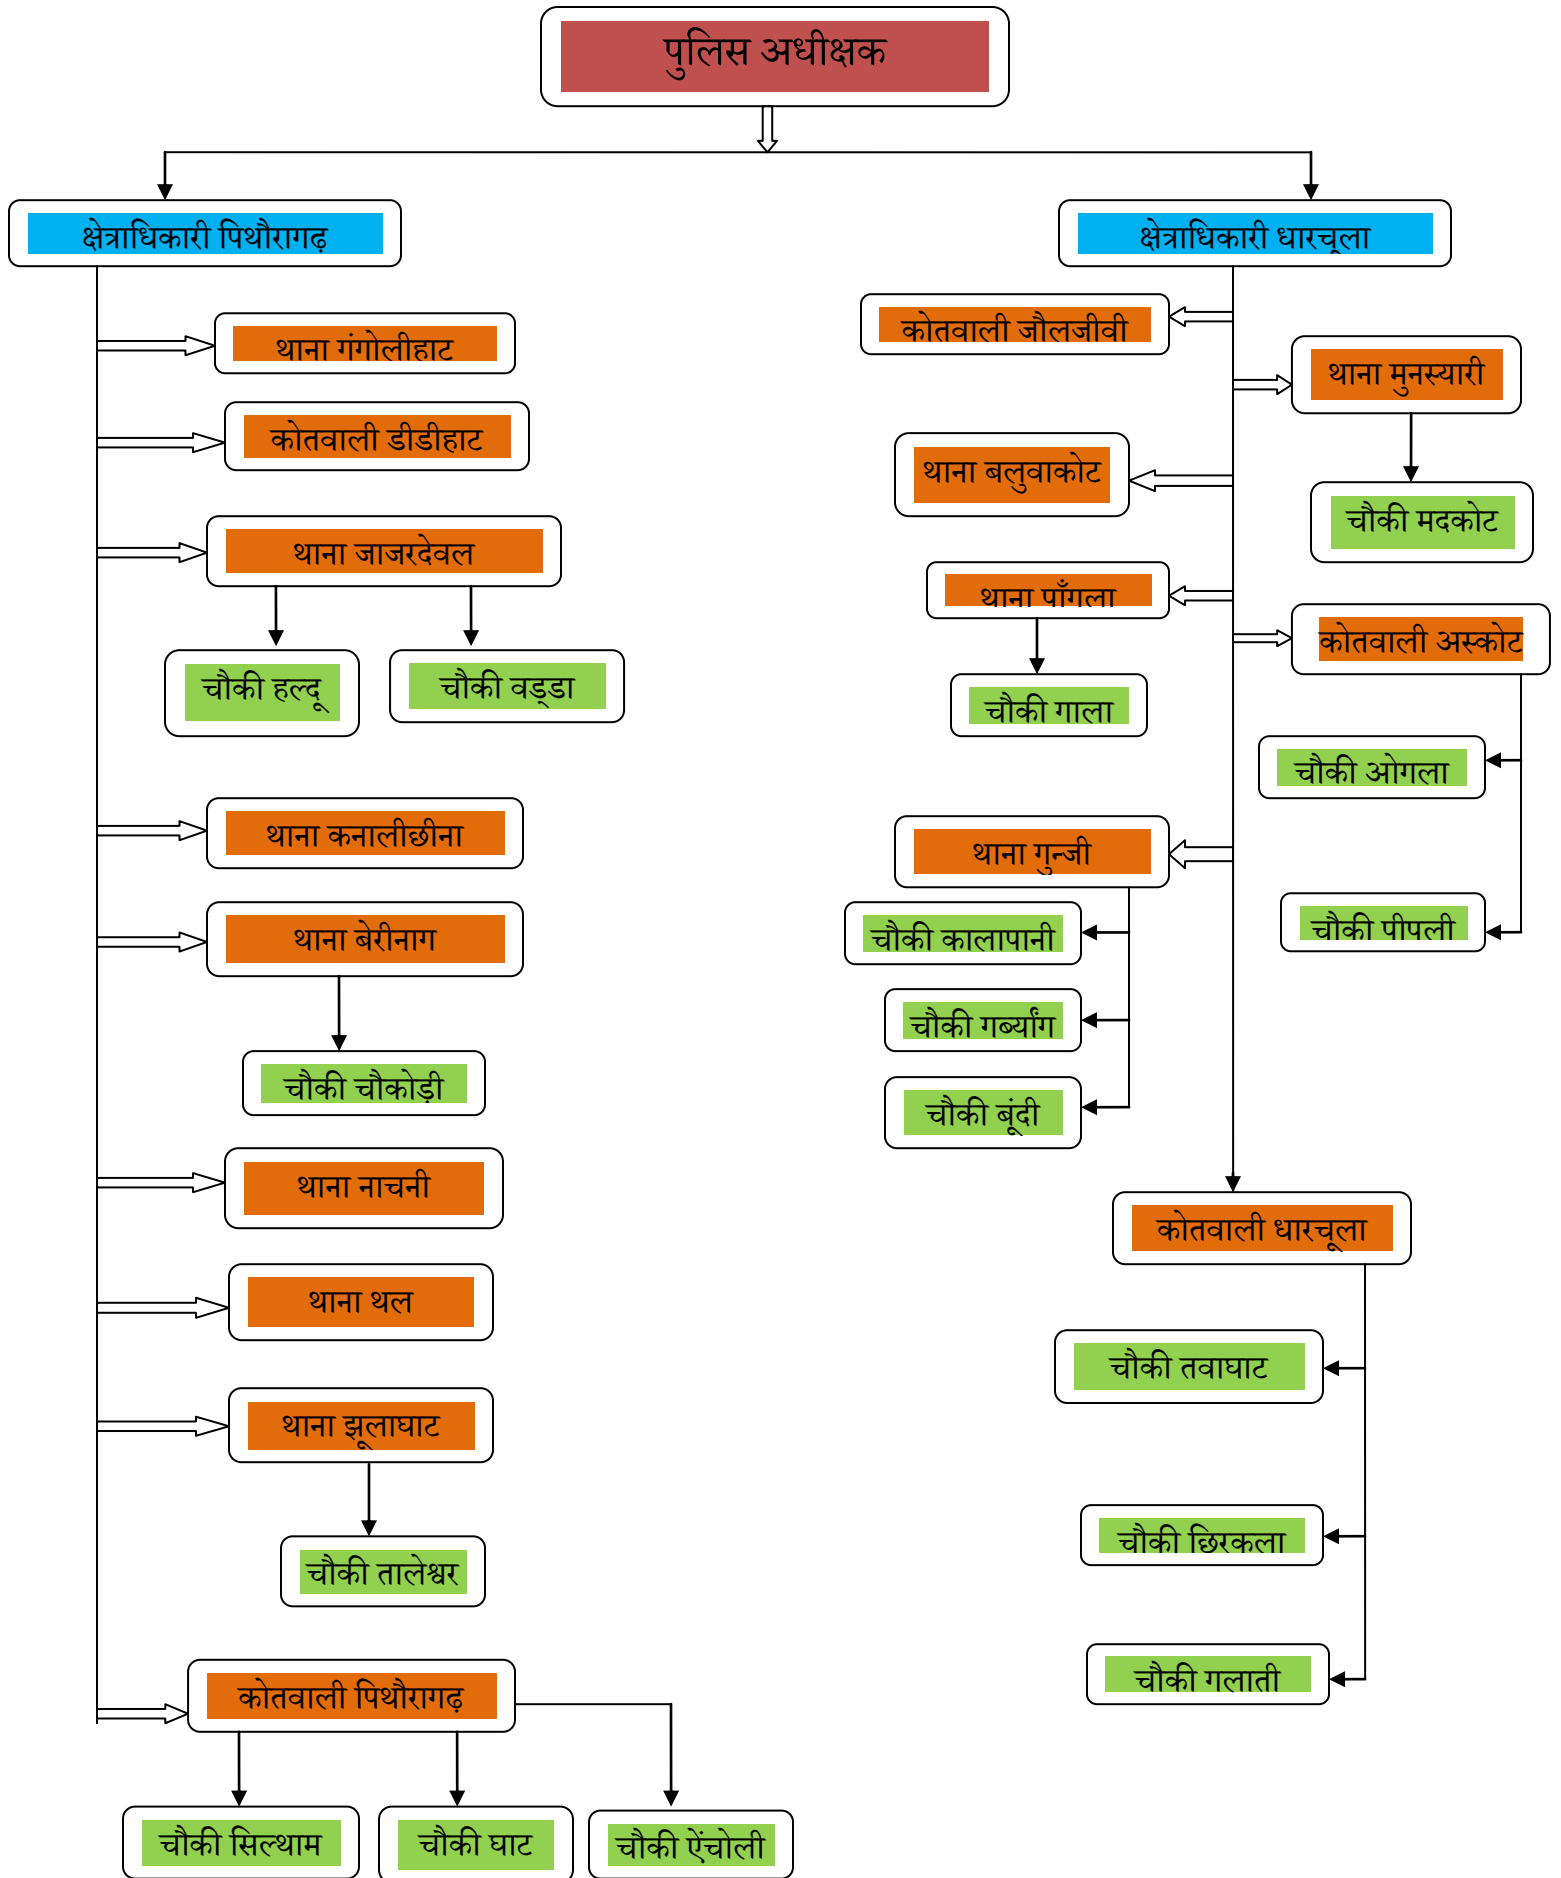 पुलिस अधीक्षक
क्षेत्राधिकारी पिथौरागढ़
थाना गंगोलीहाट
कोतवाली डीडीहाट
थाना जाजरदेवल
चौकी हल्दू
चौकी वड्डा
थाना कनालीछीना
थाना बेरीनाग
चौकी चौकोड़ी
थाना नाचनी
थाना थल
थाना झूलाघाट
चौकी तालेश्वर
कोतवाली पिथौरागढ़
चौकी सिल्थाम
चौकी घाट
चौकी ऐंचोली
क्षेत्राधिकारी धारचूला
कोतवाली जौलजीवी
थाना मुनस्यारी
चौकी मदकोट
थाना बलुवाकोट
थाना पाँगला
चौकी गाला
कोतवाली अस्कोट
चौकी ओगला
चौकी पीपली
थाना गुन्जी
चौकी कालापानी
चौकी गर्ब्यांग
चौकी बूंदी
कोतवाली धारचूला
चौकी तवाघाट
चौकी छिरकला
चौकी गलाती